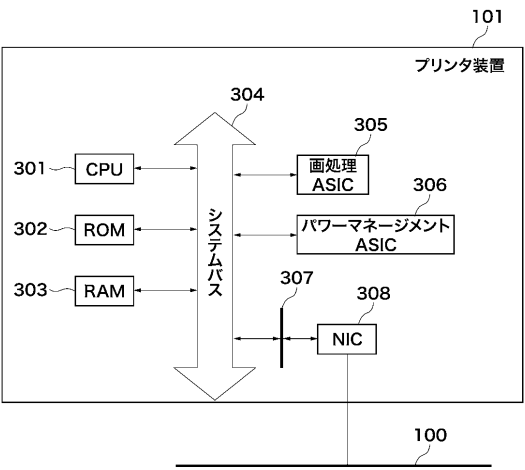 101
プリンタ装置
304
305
301
CPU
画処理
ASIC
306
302
ROM
システムバス
パワーマネージメント
ASIC
303
RAM
307
308
NIC
100